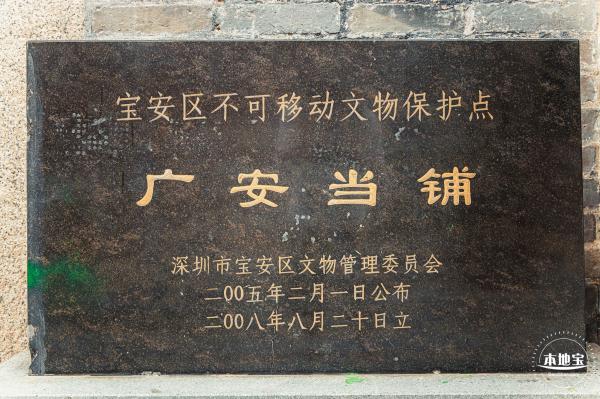 宝安区不可移动文物保护点
广安当铺
深圳市宝安区文物管理委员会
二00五年二月一日公布
二00八年八月二十日立
本地宝